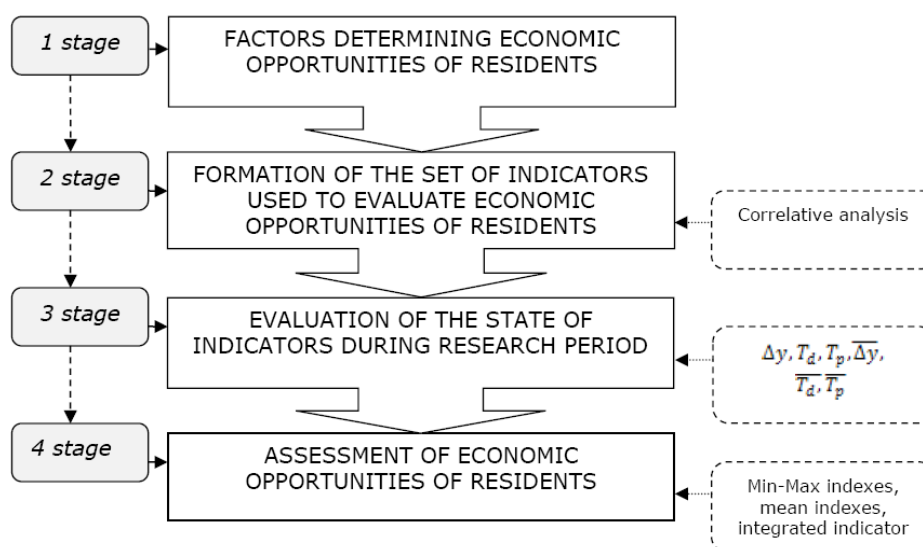 1 stage
FACTORS DETERMINING ECONOMIC
OPPORTUNITIES OF RESIDENTS
2 stage
FORMATION OF THE SET OF INDICATORS
USED TO EVALUATE ECONOMIC
OPPORTUNITIES OF RESIDENTS
Correlative analysis
3 stage
EVALUATION OF THE STATE OF
INDICATORS DURING RESEARCH PERIOD
Δy, T_d, T_p, \overline{Δy},
\overline{T_d}, \overline{T_p}
4 stage
ASSESSMENT OF ECONOMIC
OPPORTUNITIES OF RESIDENTS
Min-Max indexes,
mean indexes,
integrated indicator